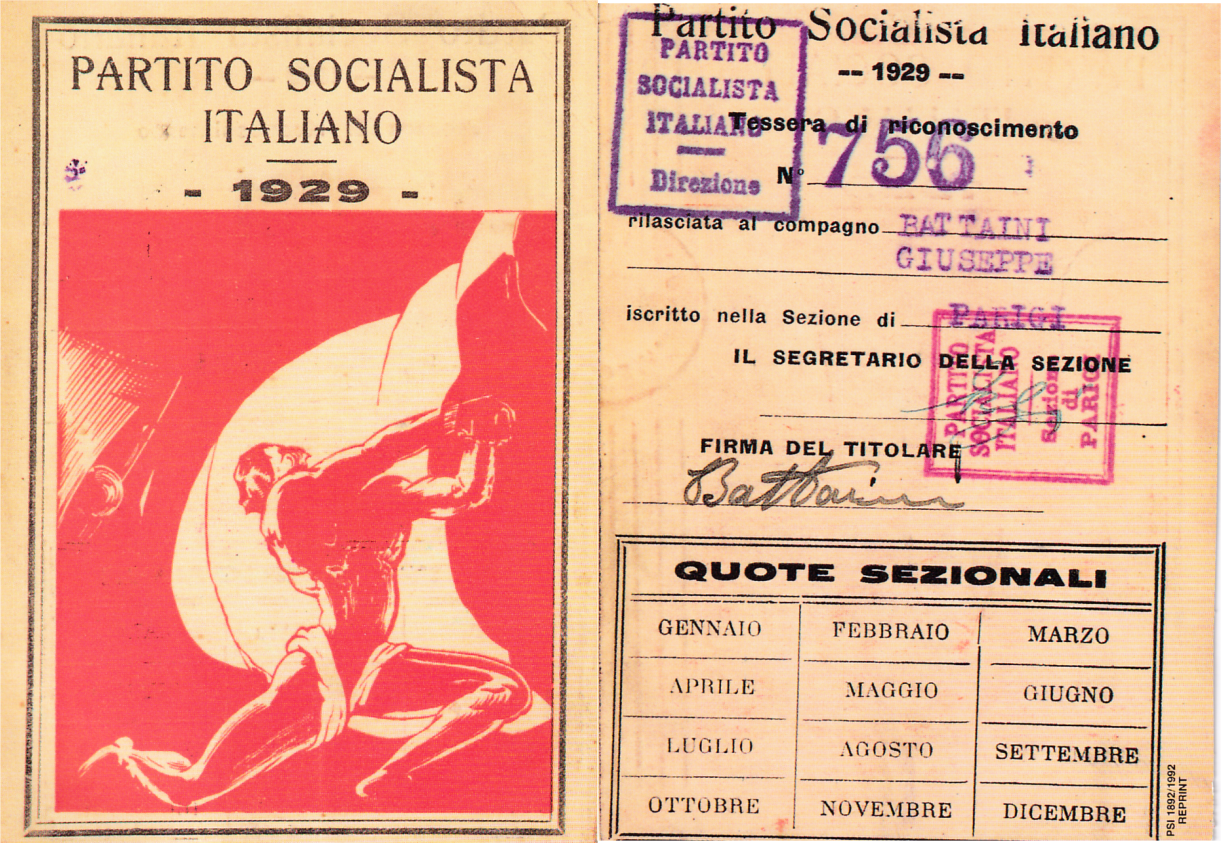 PARTITO SOCIALISTA
ITALIANO
- 1929 -
Partito Socialista Italiano
-- 1929 --
Tessera di riconoscimento
N° 756
rilasciata al compagno BATTAINI
GIUSEPPE
iscritto nella Sezione di PARIGI
IL SEGRETARIO DELLA SEZIONE
FIRMA DEL TITOLARE
Battaini
PARTITO
SOCIALISTA
ITALIANO
Direzione
PARTITO
SOCIALISTA
ITALIANO
Sezione
di
PARIGI
QUOTE SEZIONALI
GENNAIO FEBBRAIO MARZO
APRILE MAGGIO GIUGNO
LUGLIO AGOSTO SETTEMBRE
OTTOBRE NOVEMBRE DICEMBRE
PSI 1892/1992
REPRINT